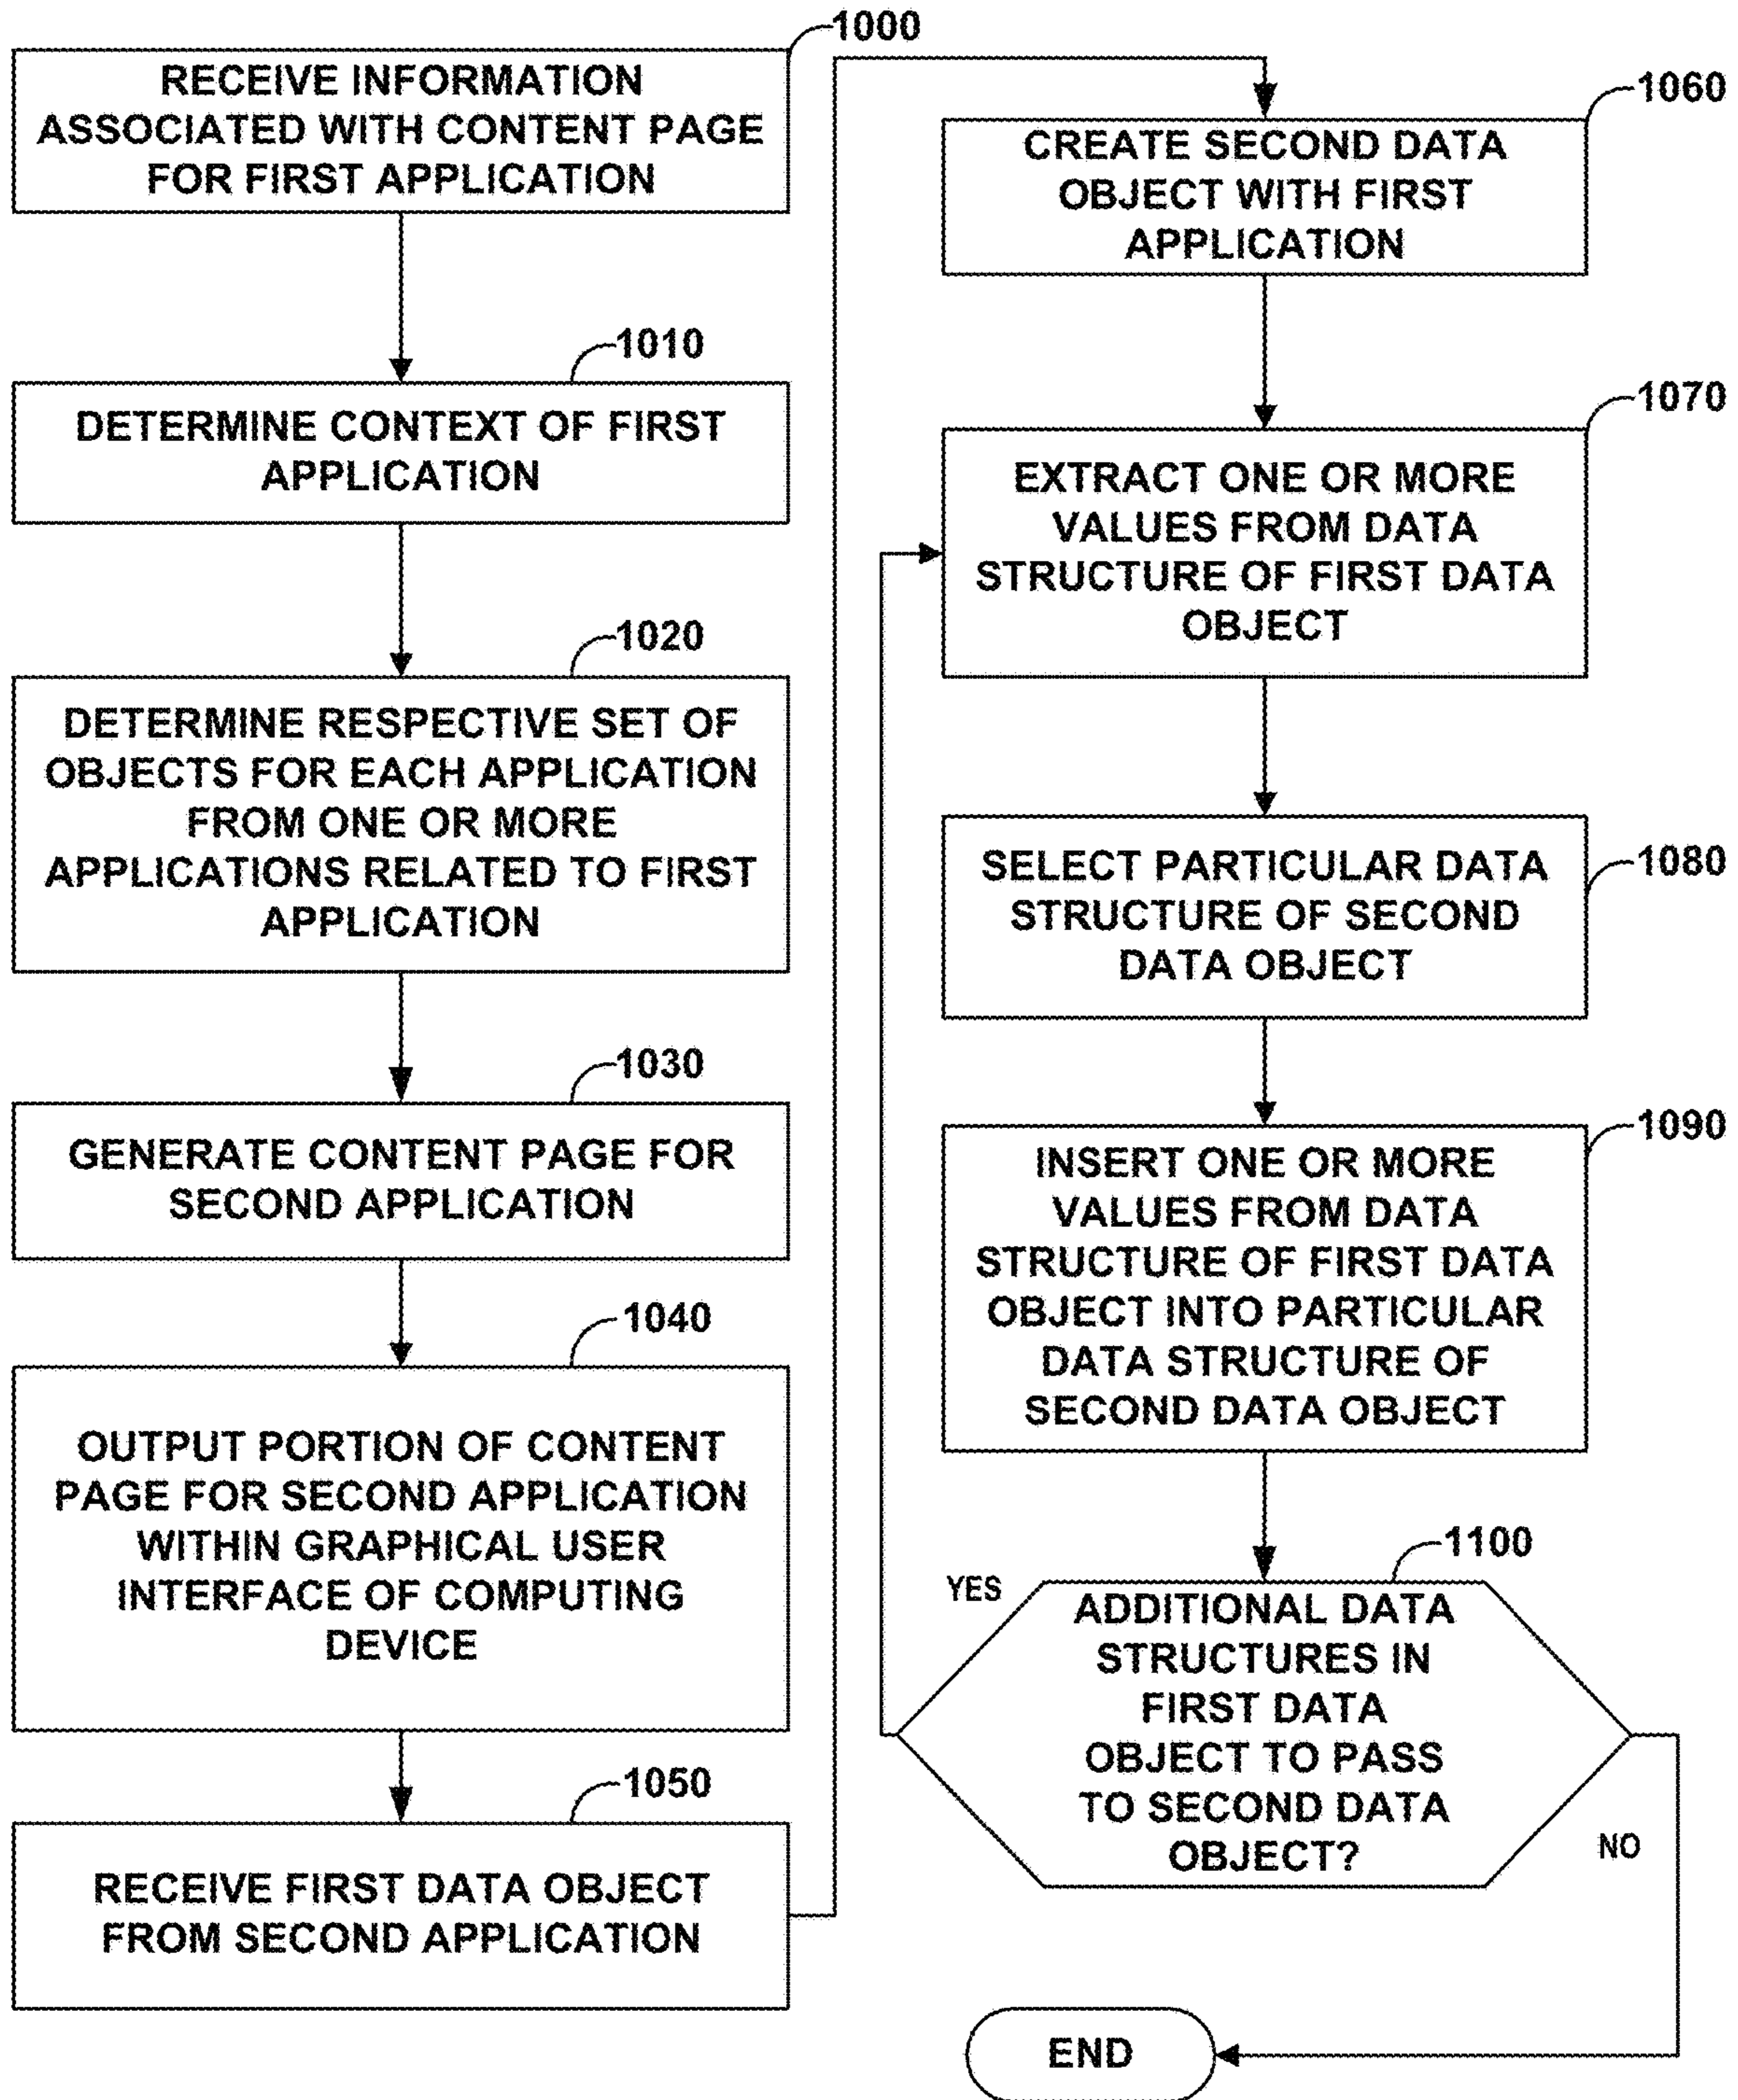 1000
RECEIVE INFORMATION
ASSOCIATED WITH CONTENT PAGE
FOR FIRST APPLICATION
1010
DETERMINE CONTEXT OF FIRST
APPLICATION
1020
DETERMINE RESPECTIVE SET OF
OBJECTS FOR EACH APPLICATION
FROM ONE OR MORE
APPLICATIONS RELATED TO FIRST
APPLICATION
1030
GENERATE CONTENT PAGE FOR
SECOND APPLICATION
1040
OUTPUT PORTION OF CONTENT
PAGE FOR SECOND APPLICATION
WITHIN GRAPHICAL USER
INTERFACE OF COMPUTING
DEVICE
1050
RECEIVE FIRST DATA OBJECT
FROM SECOND APPLICATION
1060
CREATE SECOND DATA
OBJECT WITH FIRST
APPLICATION
1070
EXTRACT ONE OR MORE
VALUES FROM DATA
STRUCTURE OF FIRST DATA
OBJECT
1080
SELECT PARTICULAR DATA
STRUCTURE OF SECOND
DATA OBJECT
1090
INSERT ONE OR MORE
VALUES FROM DATA
STRUCTURE OF FIRST DATA
OBJECT INTO PARTICULAR
DATA STRUCTURE OF
SECOND DATA OBJECT
1100
YES
ADDITIONAL DATA
STRUCTURES IN
FIRST DATA
OBJECT TO PASS
TO SECOND DATA
OBJECT?
NO
END